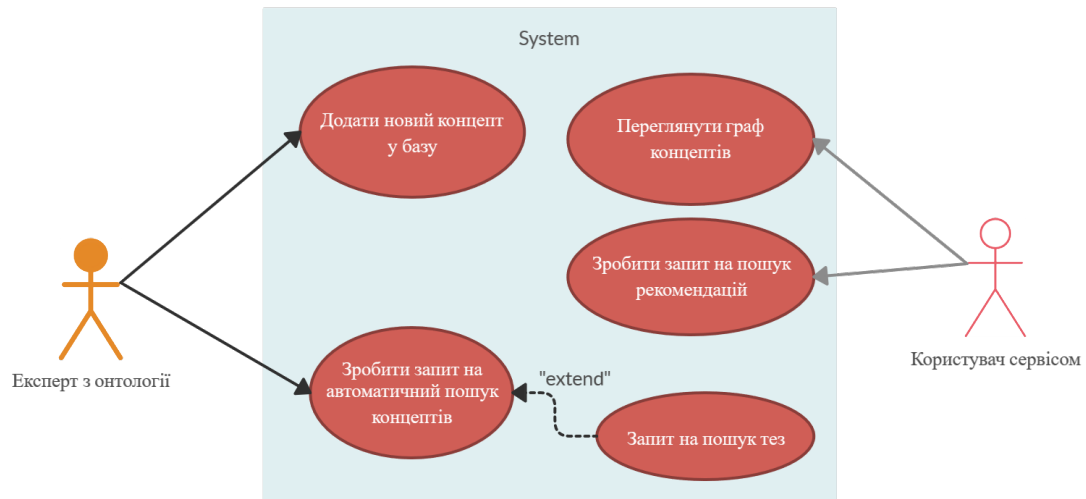 System
Додати новий концепт
у базу
Переглянути граф
концептів
Зробити запит на пошук
рекомендацій
Експерт з онтології
Користувач сервісом
Зробити запит на
автоматичний пошук
концептів
"extend"
Запит на пошук тез